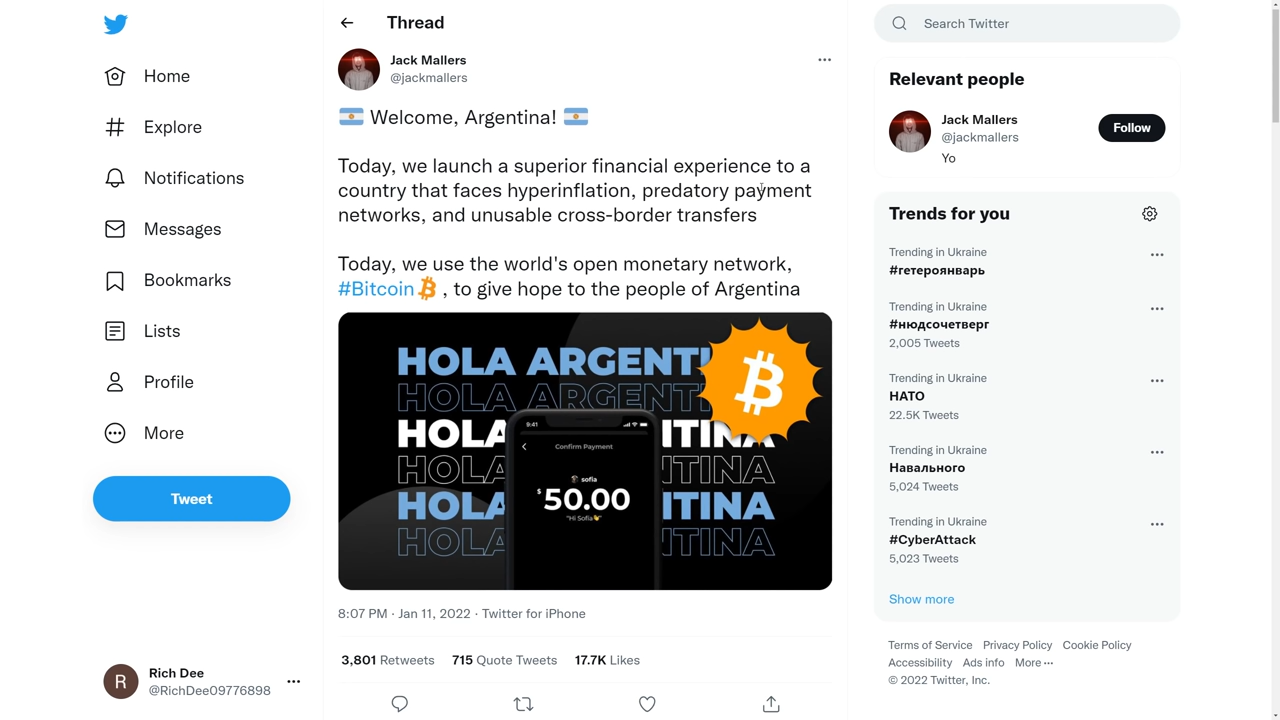 Home
Explore
Notifications
Messages
Bookmarks
Lists
Profile
More
Tweet
R
Rich Dee
@RichDee09776898
Thread
Jack Mallers
@jackmallers
Welcome, Argentina!
Today, we launch a superior financial experience to a
country that faces hyperinflation, predatory payment
networks, and unusable cross-border transfers
Today, we use the world's open monetary network,
#Bitcoin , to give hope to the people of Argentina
HOLA ARGENTI
HOLA ARGENTI
HOLA NTINA
HOLA NTINA
HOLA NTINA
HOLA NTINA
9:41
Confirm Payment
sofia
$50.00
"Hi Sofia👋"
8:07 PM · Jan 11, 2022 · Twitter for iPhone
3,801 Retweets 715 Quote Tweets 17.7K Likes
Search Twitter
Relevant people
Jack Mallers
@jackmallers
Follow
Yo
Trends for you
Trending in Ukraine
#гетероянварь
Trending in Ukraine
#нюдсочетверг
2,005 Tweets
Trending in Ukraine
НАТО
22.5K Tweets
Trending in Ukraine
Навального
5,024 Tweets
Trending in Ukraine
#CyberAttack
5,023 Tweets
Show more
Terms of Service Privacy Policy Cookie Policy
Accessibility Ads info More ···
© 2022 Twitter, Inc.